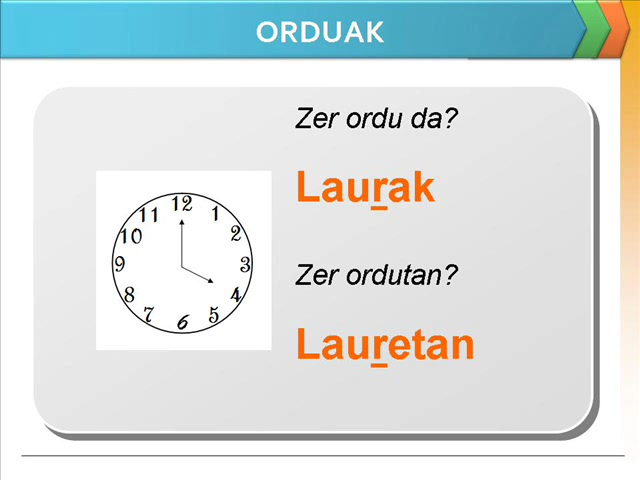 ORDUAK
Zer ordu da?
Laurak
12
11 1
10 2
9 3
8 4
7 5
6
Zer ordutan?
Lauretan